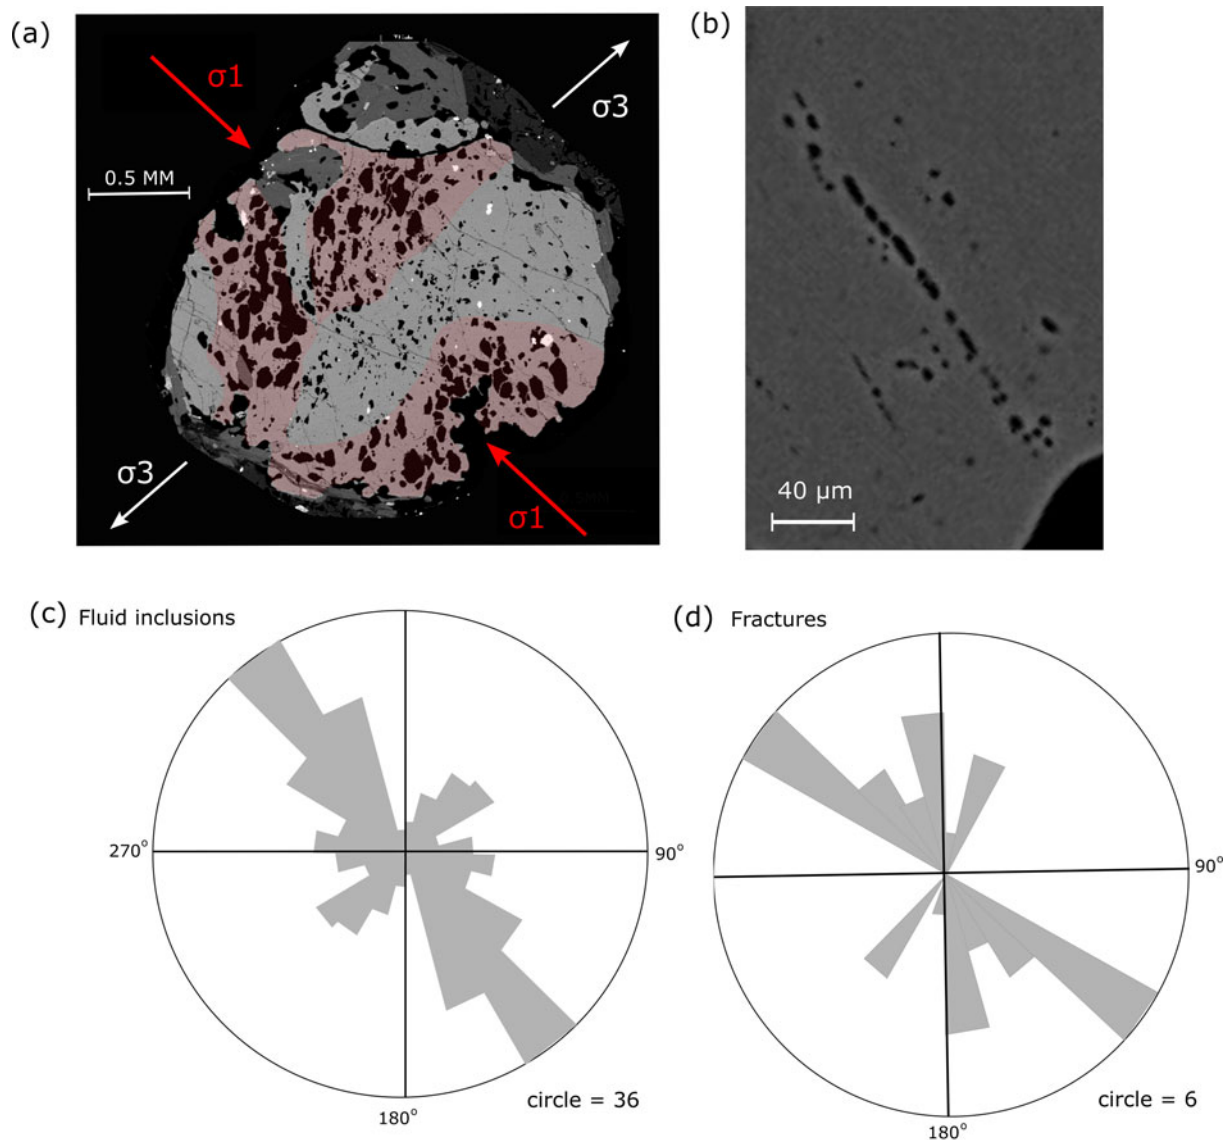 (a)
σ1
σ3
0.5 MM
σ3
σ1
(b)
40 µm
(c) Fluid inclusions
270°
90°
180°
circle = 36
(d) Fractures
90°
180°
circle = 6